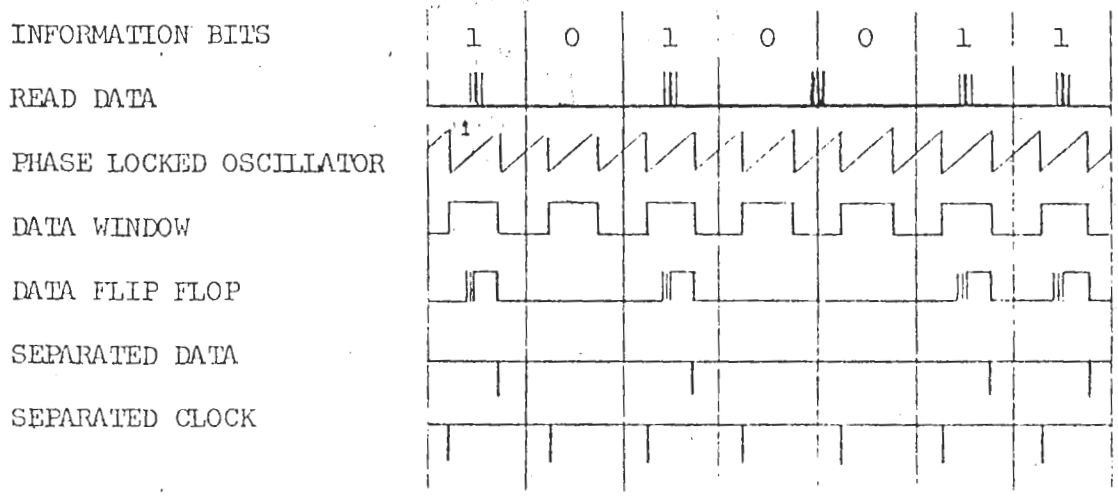 INFORMATION BITS 1 0 1 0 0 1 1
READ DATA
1
PHASE LOCKED OSCILLATOR
DATA WINDOW
DATA FLIP FLOP
SEPARATED DATA
SEPARATED CLOCK